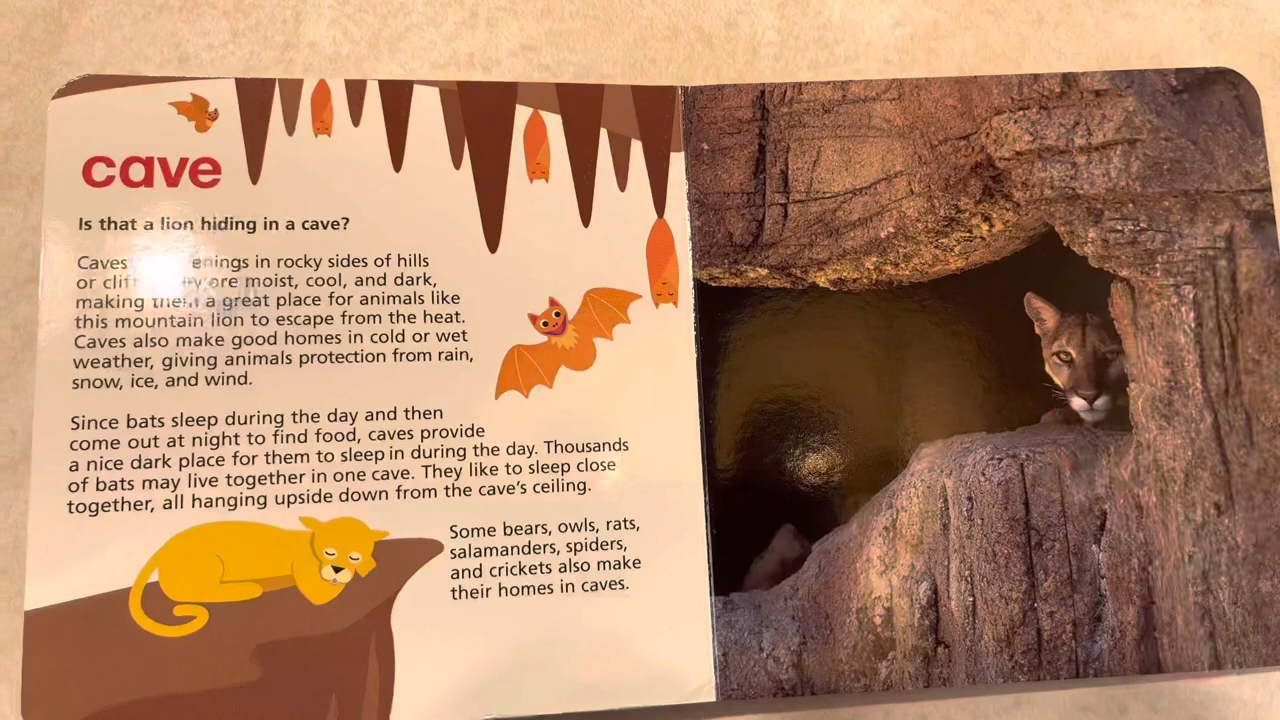 cave
Is that a lion hiding in a cave?
Caves enings in rocky sides of hills
or cliff are moist, cool, and dark,
making them a great place for animals like
this mountain lion to escape from the heat.
Caves also make good homes in cold or wet
weather, giving animals protection from rain,
snow, ice, and wind.
Since bats sleep during the day and then
come out at night to find food, caves provide
a nice dark place for them to sleep in during the day. Thousands
of bats may live together in one cave. They like to sleep close
together, all hanging upside down from the cave's ceiling.
Some bears, owls, rats,
salamanders, spiders,
and crickets also make
their homes in caves.